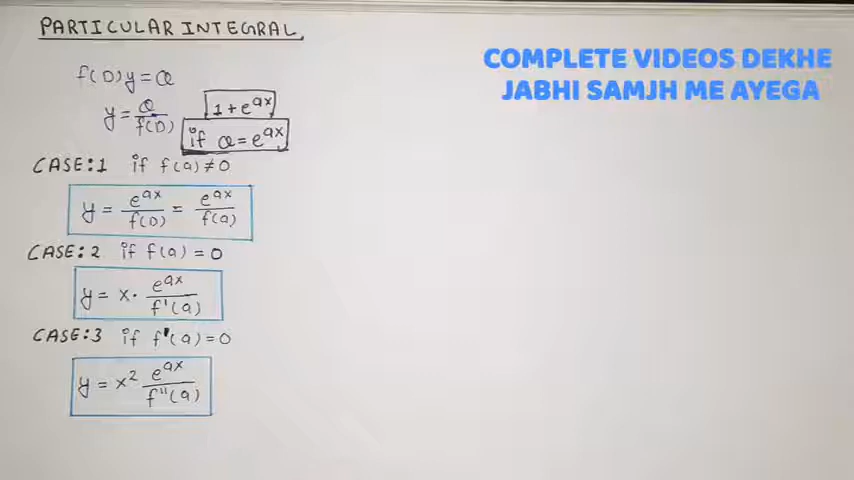 PARTICULAR INTEGRAL.
COMPLETE VIDEOS DEKHE
JABHI SAMJH ME AYEGA
f(D)y = Q
y = Q/f(D)
1 + e^ax
if Q = e^ax
CASE:1 if f(a) ≠ 0
y = e^ax/f(D) = e^ax/f(a)
CASE:2 if f(a) = 0
y = x · e^ax/f'(a)
CASE:3 if f'(a) = 0
y = x² e^ax/f''(a)